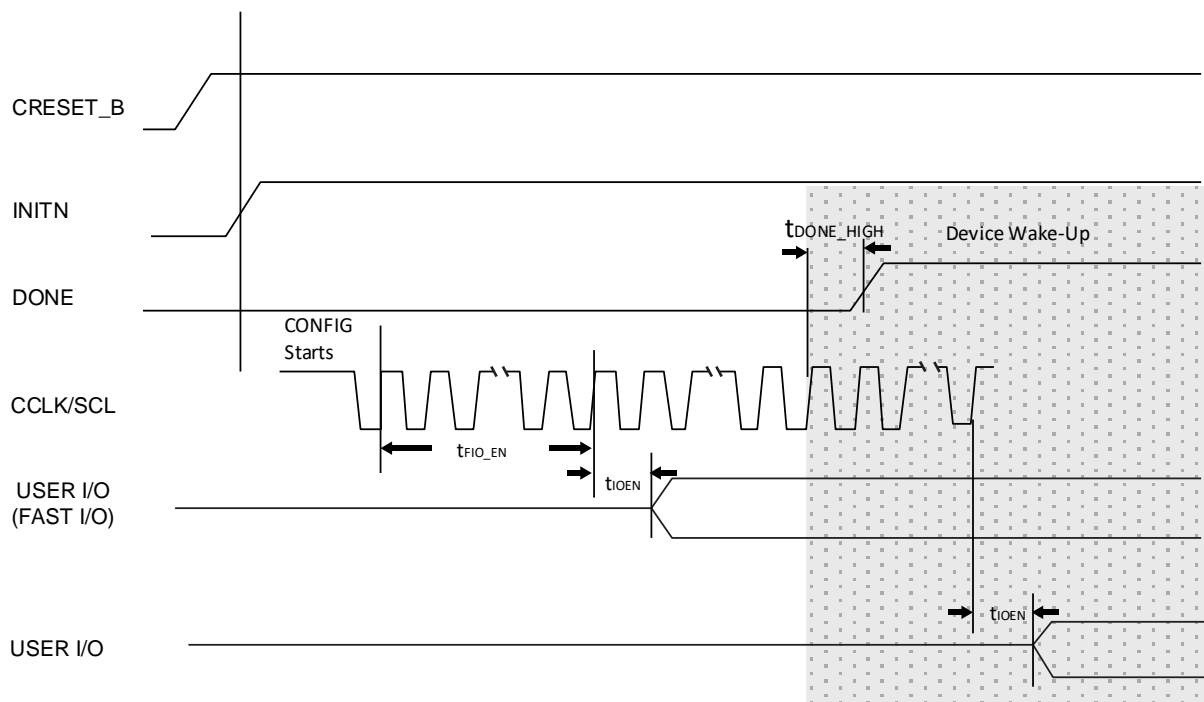 CRESET_B
INITN
tDONE_HIGH
Device Wake-Up
DONE
CONFIG
Starts
CCLK/SCL
tFIO_EN
tIOEN
USER I/O
(FAST I/O)
tIOEN
USER I/O